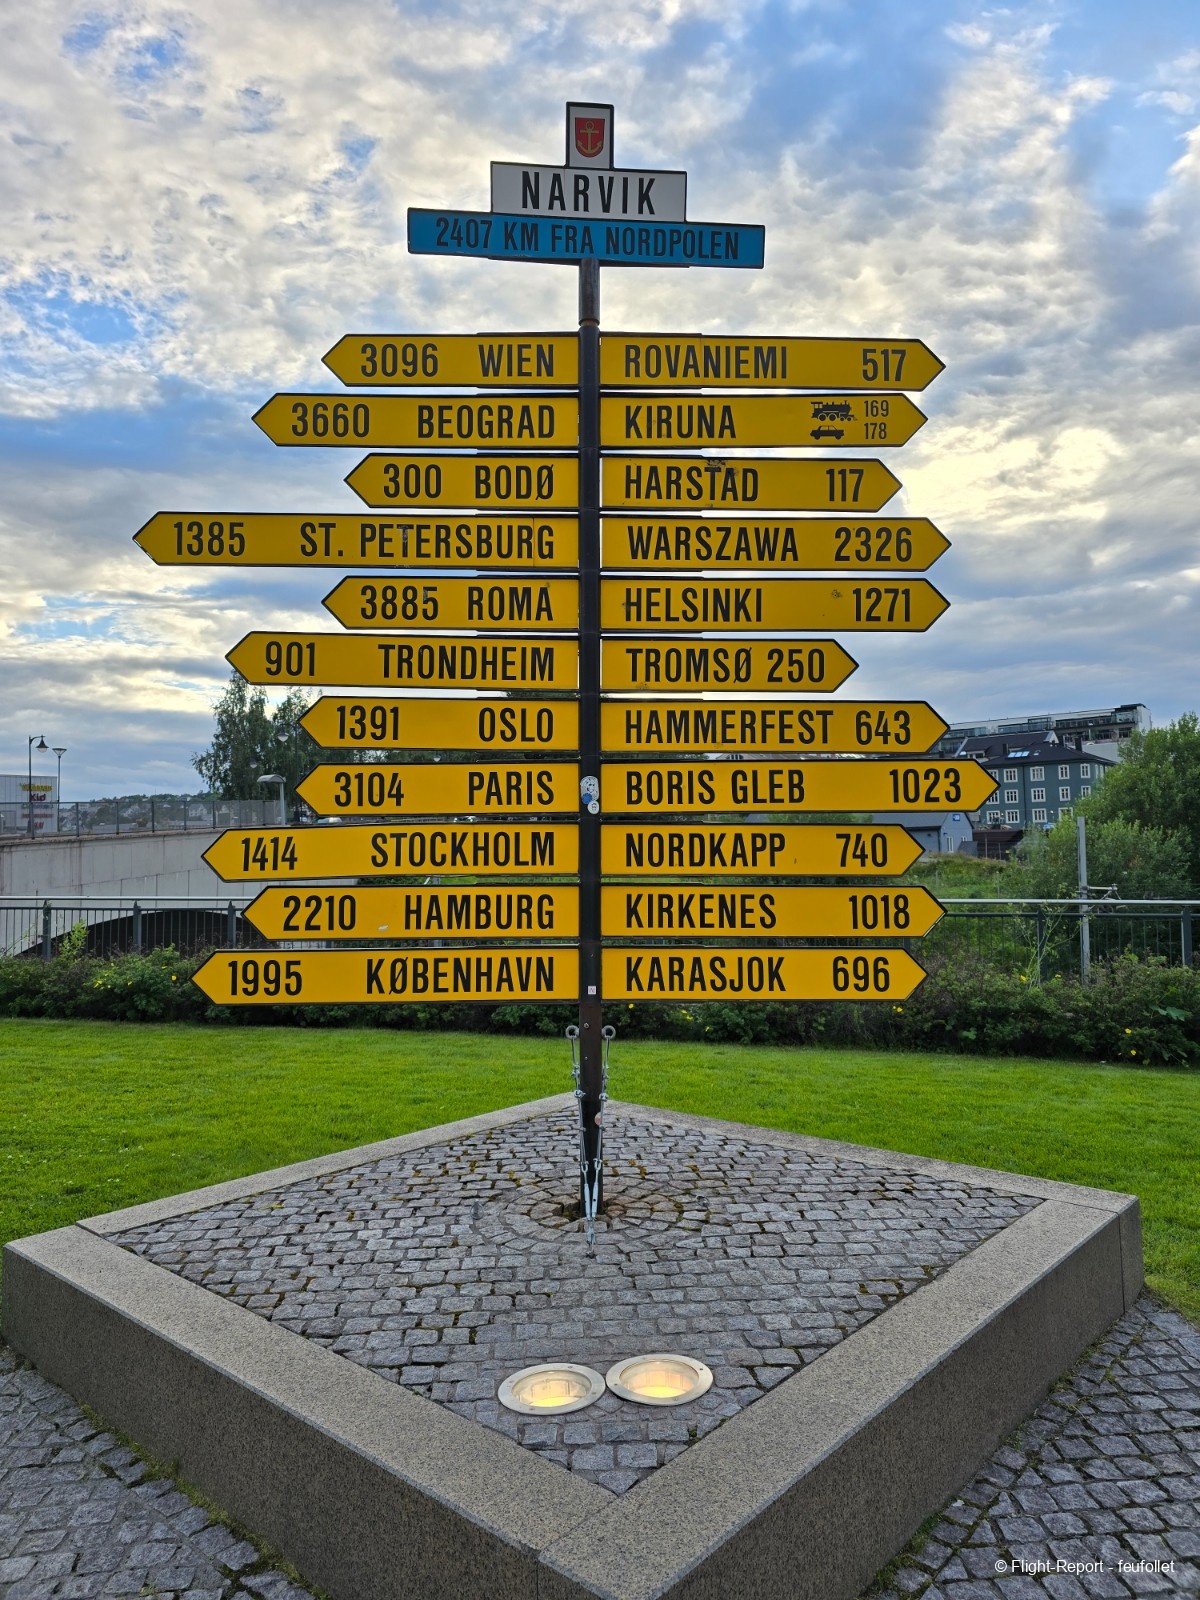 NARVIK
2407 KM FRA NORDPOLEN
3096 WIEN
ROVANIEMI 517
3660 BEOGRAD
KIRUNA 169
178
300 BODØ
HARSTAD 117
1385 ST. PETERSBURG
WARSZAWA 2326
3885 ROMA
HELSINKI 1271
901 TRONDHEIM
TROMSØ 250
1391 OSLO
HAMMERFEST 643
3104 PARIS
BORIS GLEB 1023
1414 STOCKHOLM
NORDKAPP 740
2210 HAMBURG
KIRKENES 1018
1995 KØBENHAVN
KARASJOK 696
Kid
© Flight-Report - feufollet